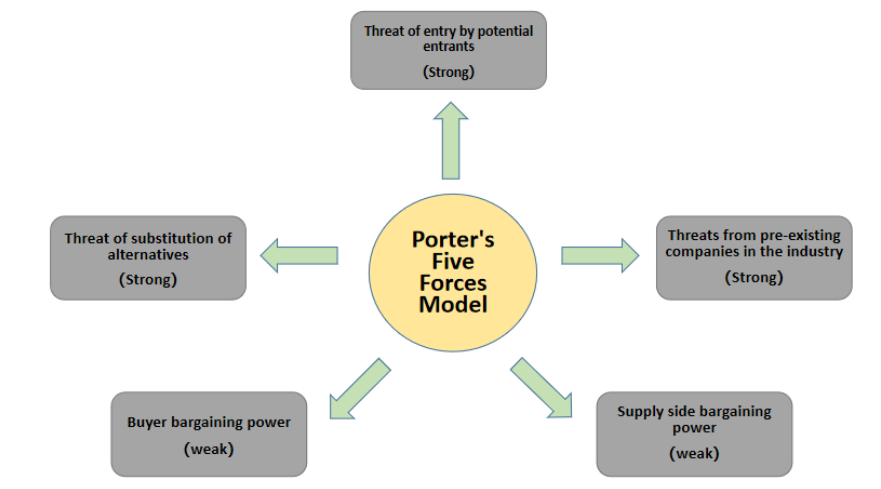 Threat of entry by potential
entrants
(Strong)
Threat of substitution of
alternatives
(Strong)
Porter's
Five
Forces
Model
Threats from pre-existing
companies in the industry
(Strong)
Buyer bargaining power
(weak)
Supply side bargaining
power
(weak)